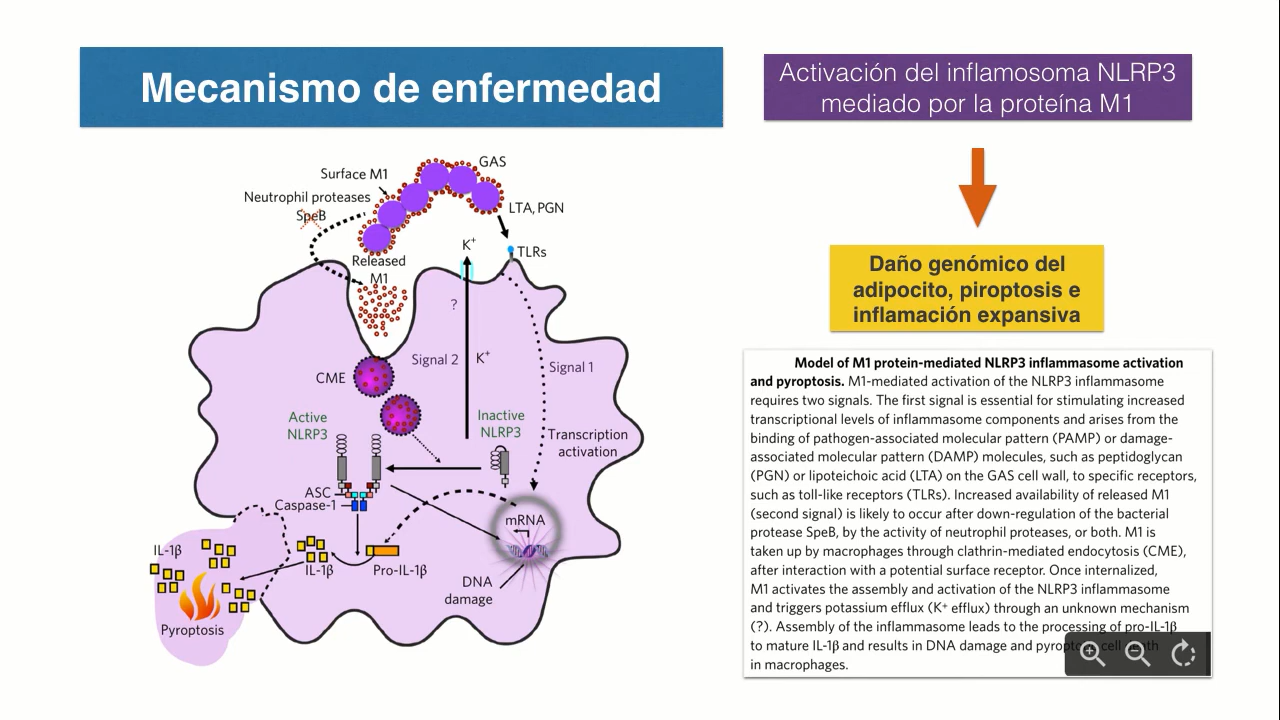 Mecanismo de enfermedad
Activación del inflamosoma NLRP3
mediado por la proteína M1
Daño genómico del
adipocito, piroptosis e
inflamación expansiva
GAS
Surface M1
Neutrophil proteases
SpeB
LTA, PGN
K⁺
TLRs
Released
M1
?
Signal 2
K⁺
Signal 1
CME
Active
NLRP3
Inactive
NLRP3
Transcription
activation
ASC
Caspase-1
mRNA
IL-1β
IL-1β
Pro-IL-1β
DNA
damage
Pyroptosis
Model of M1 protein-mediated NLRP3 inflammasome activation
and pyroptosis. M1-mediated activation of the NLRP3 inflammasome
requires two signals. The first signal is essential for stimulating increased
transcriptional levels of inflammasome components and arises from the
binding of pathogen-associated molecular pattern (PAMP) or damage-
associated molecular pattern (DAMP) molecules, such as peptidoglycan
(PGN) or lipoteichoic acid (LTA) on the GAS cell wall, to specific receptors,
such as toll-like receptors (TLRs). Increased availability of released M1
(second signal) is likely to occur after down-regulation of the bacterial
protease SpeB, by the activity of neutrophil proteases, or both. M1 is
taken up by macrophages through clathrin-mediated endocytosis (CME),
after interaction with a potential surface receptor. Once internalized,
M1 activates the assembly and activation of the NLRP3 inflammasome
and triggers potassium efflux (K⁺ efflux) through an unknown mechanism
(?). Assembly of the inflammasome leads to the processing of pro-IL-1β
to mature IL-1β and results in DNA damage and pyroptotic cell death
in macrophages.